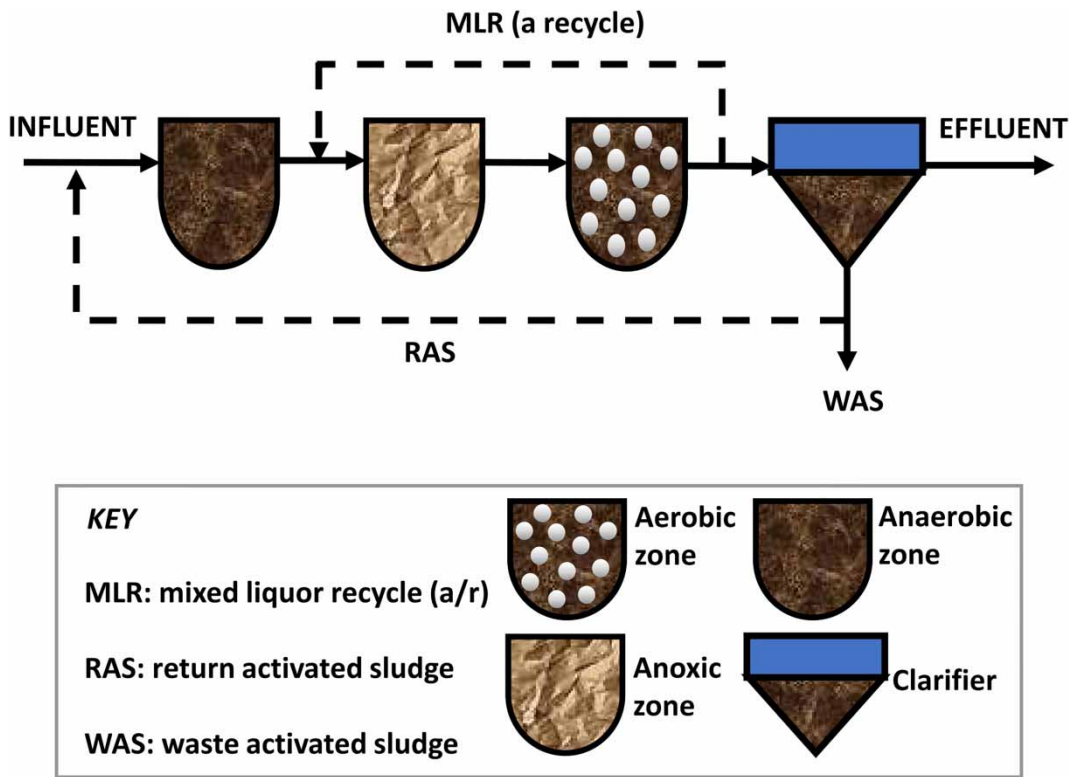 MLR (a recycle)
INFLUENT
EFFLUENT
RAS
WAS
KEY
MLR: mixed liquor recycle (a/r)
RAS: return activated sludge
WAS: waste activated sludge
Aerobic
zone
Anaerobic
zone
Anoxic
zone
Clarifier